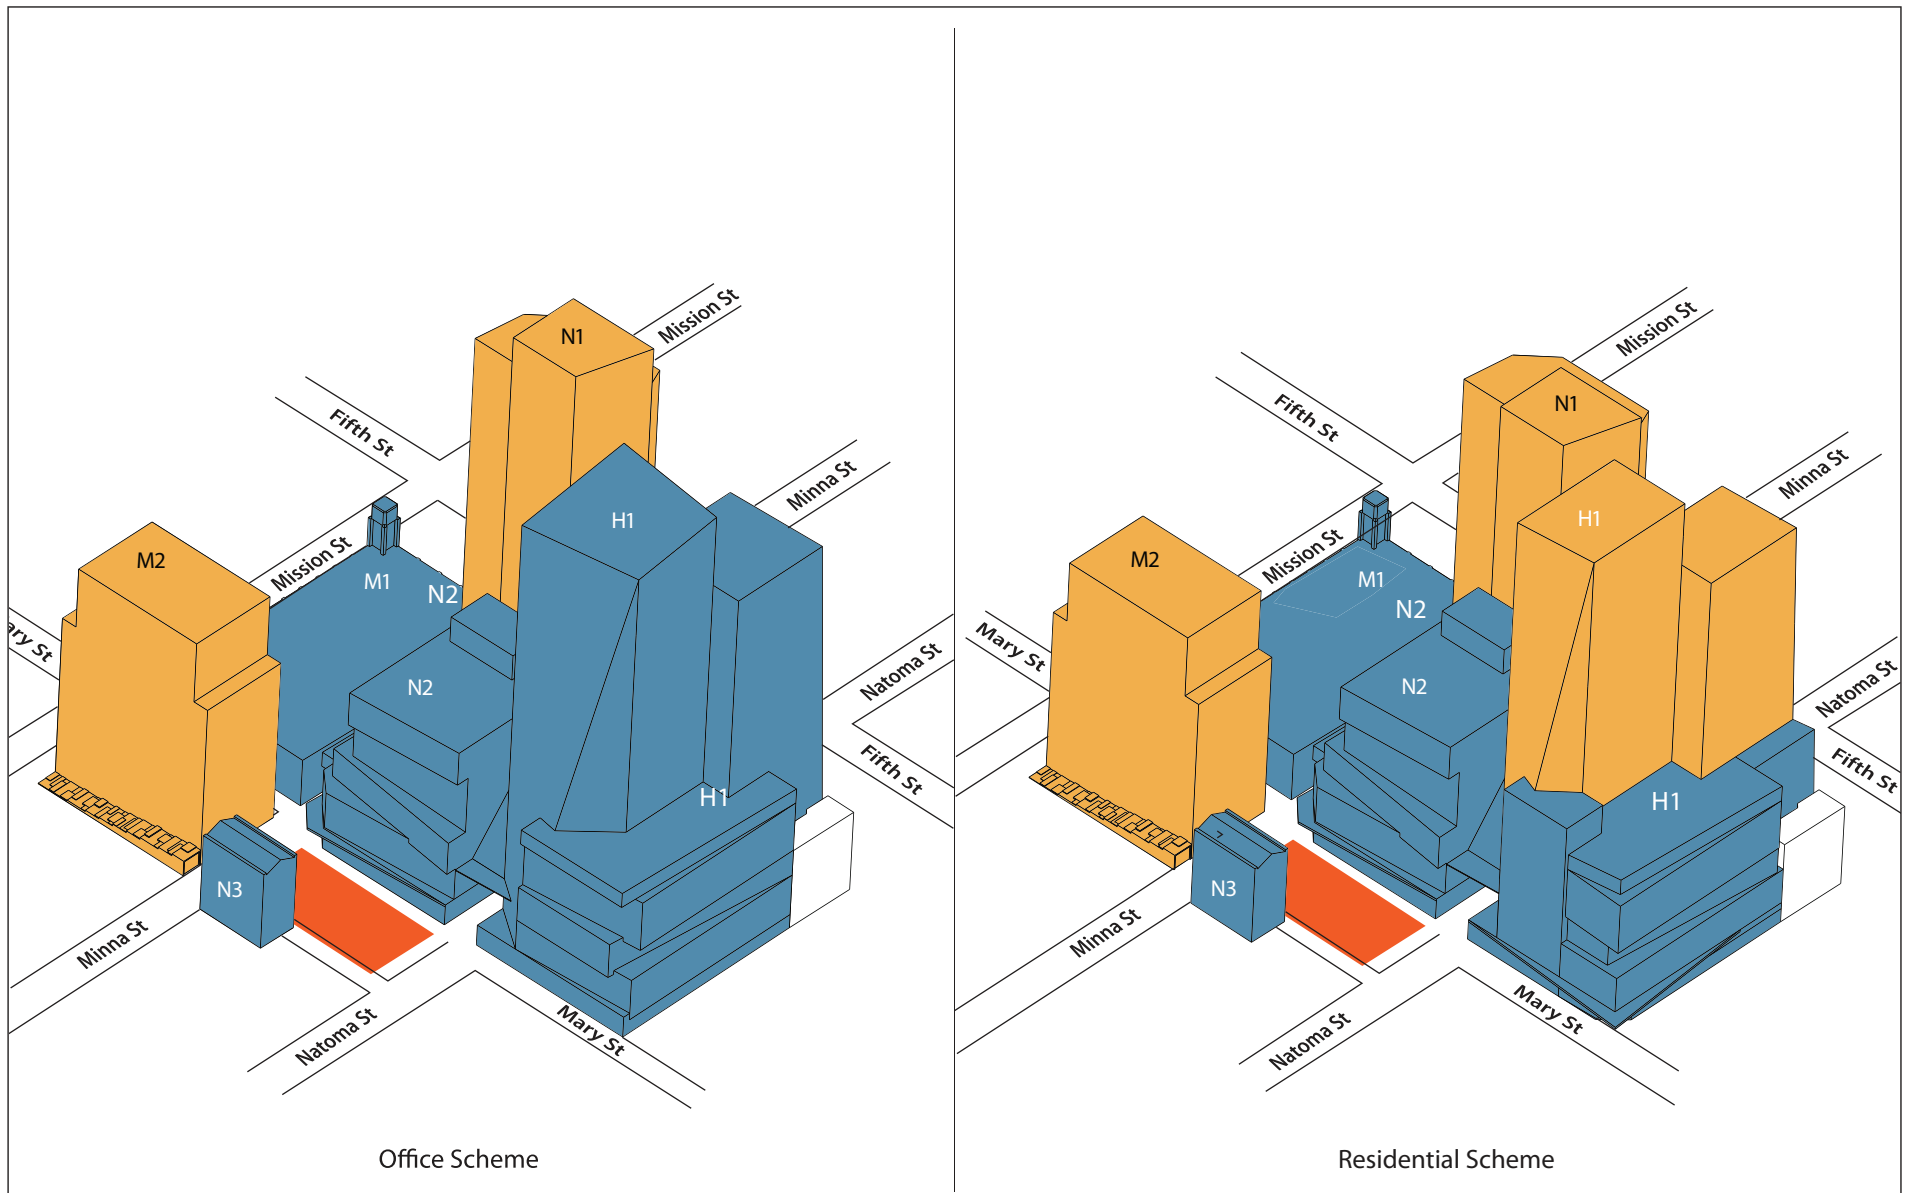 N1
Mission St
Fifth St
H1
Minna St
Mission St
M2
M1
N2
ary St
N2
Natoma St
Fifth St
H1
N3
Minna St
Natoma St
Mary St
Office Scheme
Mission St
Fifth St
N1
Minna St
H1
Mission St
M2
M1
N2
Mary St
N2
Natoma St
Fifth St
H1
N3
Minna St
Natoma St
Mary St
Residential Scheme